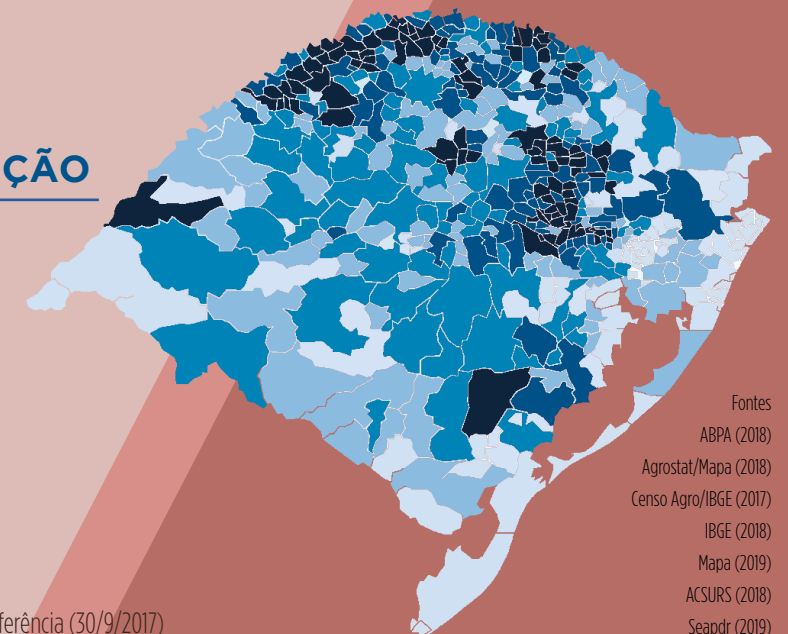 ÇÃO
Fontes
ABPA (2018)
Agrostat/Mapa (2018)
Censo Agro/IBGE (2017)
IBGE (2018)
Mapa (2019)
ACSURS (2018)
Seapdr (2019)
ferência (30/9/2017)